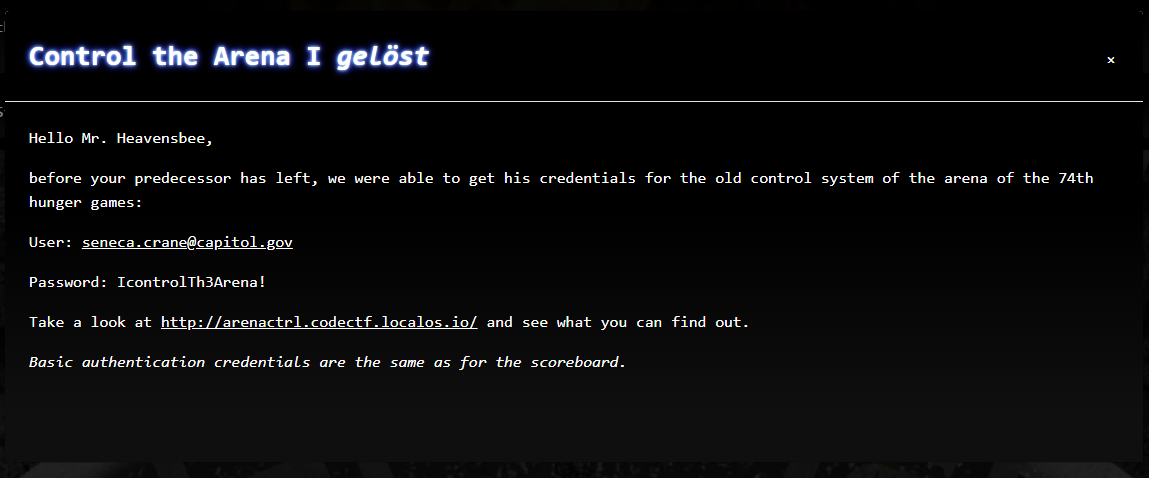 Control the Arena I gelöst
×
Hello Mr. Heavensbee,
before your predecessor has left, we were able to get his credentials for the old control system of the arena of the 74th
hunger games:
User: seneca.crane@capitol.gov
Password: IcontrolTh3Arena!
Take a look at http://arenactrl.codectf.localos.io/ and see what you can find out.
Basic authentication credentials are the same as for the scoreboard.